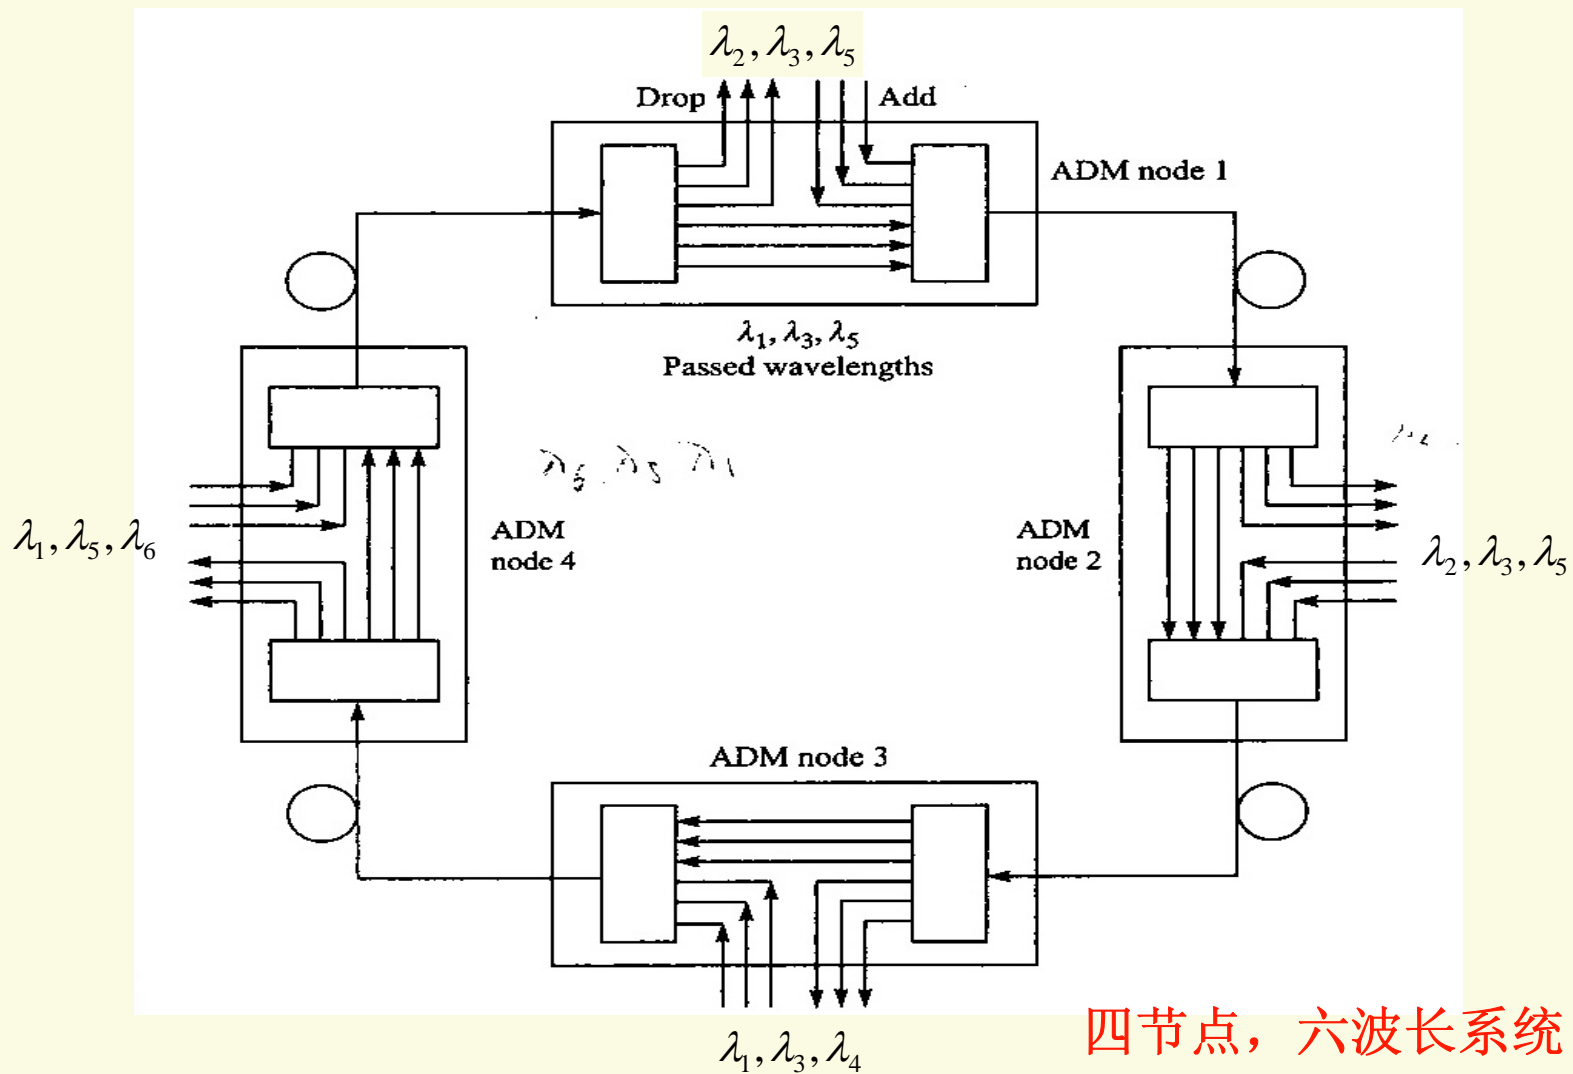 λ₂, λ₃, λ₅
Drop
Add
ADM node 1
λ₁, λ₃, λ₅
Passed wavelengths
λ₁, λ₅, λ₆
ADM
node 4
ADM
node 2
λ₂, λ₃, λ₅
ADM node 3
λ₁, λ₃, λ₄
四节点，六波长系统